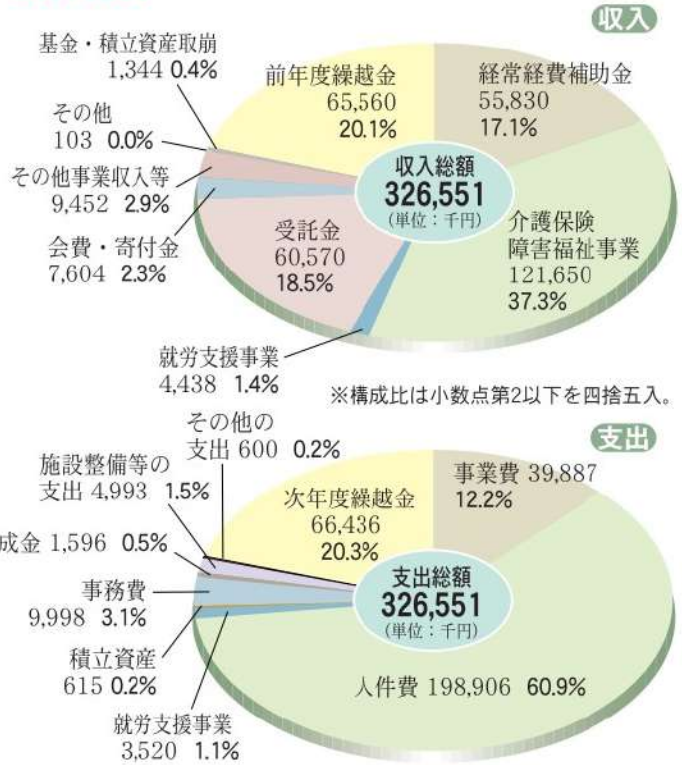 収入
基金・積立資産取崩
1,344 0.4%
その他
103 0.0%
その他事業収入等
9,452 2.9%
会費・寄付金
7,604 2.3%
前年度繰越金
65,560
20.1%
経常経費補助金
55,830
17.1%
収入総額
326,551
(単位：千円)
受託金
60,570
18.5%
介護保険
障害福祉事業
121,650
37.3%
就労支援事業
4,438 1.4%
※構成比は小数点第2以下を四捨五入。
支出
その他の
支出 600 0.2%
施設整備等の
支出 4,993 1.5%
成金 1,596 0.5%
事務費
9,998 3.1%
積立資産
615 0.2%
就労支援事業
3,520 1.1%
次年度繰越金
66,436
20.3%
事業費 39,887
12.2%
支出総額
326,551
(単位：千円)
人件費 198,906 60.9%